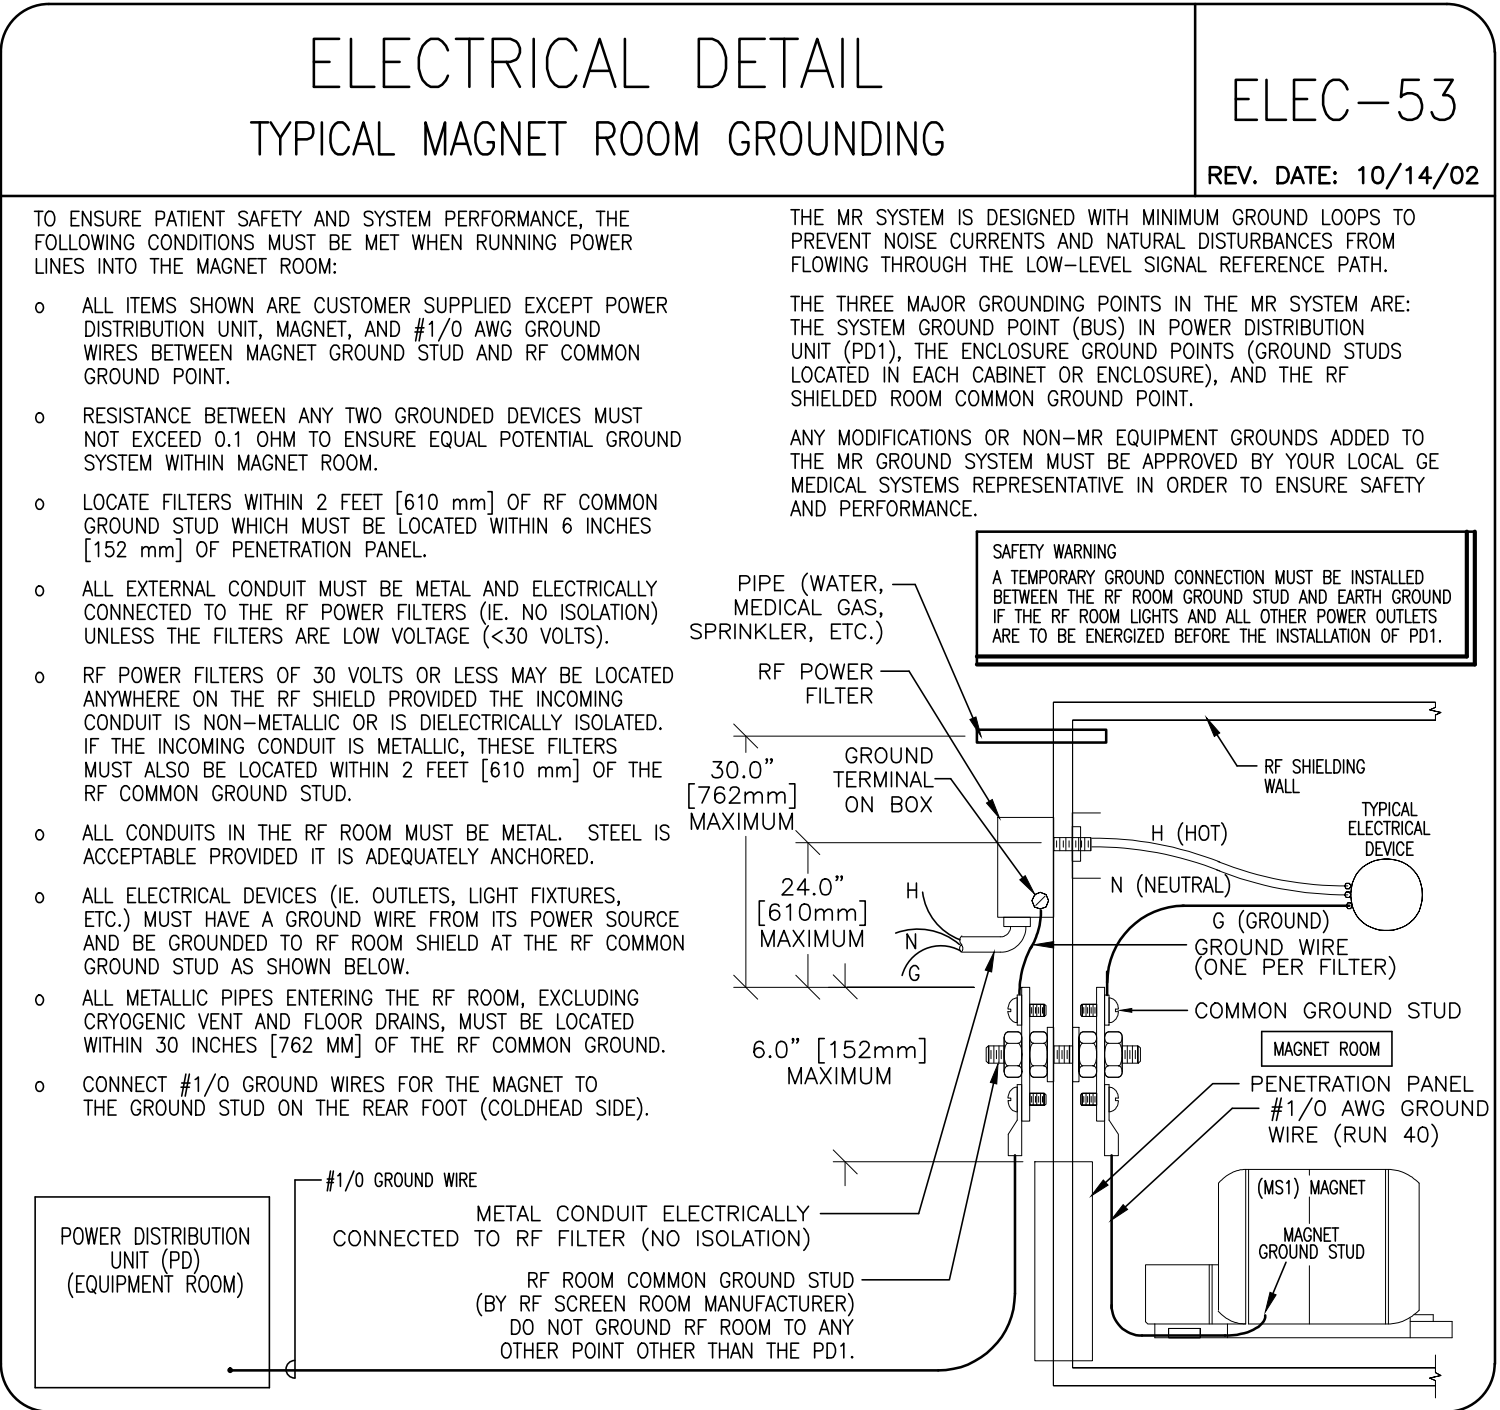 ELECTRICAL DETAIL
TYPICAL MAGNET ROOM GROUNDING
ELEC-53
REV. DATE: 10/14/02
TO ENSURE PATIENT SAFETY AND SYSTEM PERFORMANCE, THE
FOLLOWING CONDITIONS MUST BE MET WHEN RUNNING POWER
LINES INTO THE MAGNET ROOM:
o ALL ITEMS SHOWN ARE CUSTOMER SUPPLIED EXCEPT POWER
DISTRIBUTION UNIT, MAGNET, AND #1/0 AWG GROUND
WIRES BETWEEN MAGNET GROUND STUD AND RF COMMON
GROUND POINT.
o RESISTANCE BETWEEN ANY TWO GROUNDED DEVICES MUST
NOT EXCEED 0.1 OHM TO ENSURE EQUAL POTENTIAL GROUND
SYSTEM WITHIN MAGNET ROOM.
o LOCATE FILTERS WITHIN 2 FEET [610 mm] OF RF COMMON
GROUND STUD WHICH MUST BE LOCATED WITHIN 6 INCHES
[152 mm] OF PENETRATION PANEL.
o ALL EXTERNAL CONDUIT MUST BE METAL AND ELECTRICALLY
CONNECTED TO THE RF POWER FILTERS (IE. NO ISOLATION)
UNLESS THE FILTERS ARE LOW VOLTAGE (<30 VOLTS).
o RF POWER FILTERS OF 30 VOLTS OR LESS MAY BE LOCATED
ANYWHERE ON THE RF SHIELD PROVIDED THE INCOMING
CONDUIT IS NON-METALLIC OR IS DIELECTRICALLY ISOLATED.
IF THE INCOMING CONDUIT IS METALLIC, THESE FILTERS
MUST ALSO BE LOCATED WITHIN 2 FEET [610 mm] OF THE
RF COMMON GROUND STUD.
o ALL CONDUITS IN THE RF ROOM MUST BE METAL. STEEL IS
ACCEPTABLE PROVIDED IT IS ADEQUATELY ANCHORED.
o ALL ELECTRICAL DEVICES (IE. OUTLETS, LIGHT FIXTURES,
ETC.) MUST HAVE A GROUND WIRE FROM ITS POWER SOURCE
AND BE GROUNDED TO RF ROOM SHIELD AT THE RF COMMON
GROUND STUD AS SHOWN BELOW.
o ALL METALLIC PIPES ENTERING THE RF ROOM, EXCLUDING
CRYOGENIC VENT AND FLOOR DRAINS, MUST BE LOCATED
WITHIN 30 INCHES [762 MM] OF THE RF COMMON GROUND.
o CONNECT #1/0 GROUND WIRES FOR THE MAGNET TO
THE GROUND STUD ON THE REAR FOOT (COLDHEAD SIDE).
THE MR SYSTEM IS DESIGNED WITH MINIMUM GROUND LOOPS TO
PREVENT NOISE CURRENTS AND NATURAL DISTURBANCES FROM
FLOWING THROUGH THE LOW-LEVEL SIGNAL REFERENCE PATH.
THE THREE MAJOR GROUNDING POINTS IN THE MR SYSTEM ARE:
THE SYSTEM GROUND POINT (BUS) IN POWER DISTRIBUTION
UNIT (PD1), THE ENCLOSURE GROUND POINTS (GROUND STUDS
LOCATED IN EACH CABINET OR ENCLOSURE), AND THE RF
SHIELDED ROOM COMMON GROUND POINT.
ANY MODIFICATIONS OR NON-MR EQUIPMENT GROUNDS ADDED TO
THE MR GROUND SYSTEM MUST BE APPROVED BY YOUR LOCAL GE
MEDICAL SYSTEMS REPRESENTATIVE IN ORDER TO ENSURE SAFETY
AND PERFORMANCE.
SAFETY WARNING
A TEMPORARY GROUND CONNECTION MUST BE INSTALLED
BETWEEN THE RF ROOM GROUND STUD AND EARTH GROUND
IF THE RF ROOM LIGHTS AND ALL OTHER POWER OUTLETS
ARE TO BE ENERGIZED BEFORE THE INSTALLATION OF PD1.
PIPE (WATER,
MEDICAL GAS,
SPRINKLER, ETC.)
RF POWER
FILTER
GROUND
TERMINAL
ON BOX
30.0"
[762mm]
MAXIMUM
24.0"
[610mm]
MAXIMUM
H
N
G
6.0" [152mm]
MAXIMUM
RF SHIELDING
WALL
TYPICAL
ELECTRICAL
DEVICE
H (HOT)
N (NEUTRAL)
G (GROUND)
GROUND WIRE
(ONE PER FILTER)
COMMON GROUND STUD
MAGNET ROOM
PENETRATION PANEL
#1/0 AWG GROUND
WIRE (RUN 40)
(MS1) MAGNET
MAGNET
GROUND STUD
#1/0 GROUND WIRE
POWER DISTRIBUTION
UNIT (PD)
(EQUIPMENT ROOM)
METAL CONDUIT ELECTRICALLY
CONNECTED TO RF FILTER (NO ISOLATION)
RF ROOM COMMON GROUND STUD
(BY RF SCREEN ROOM MANUFACTURER)
DO NOT GROUND RF ROOM TO ANY
OTHER POINT OTHER THAN THE PD1.